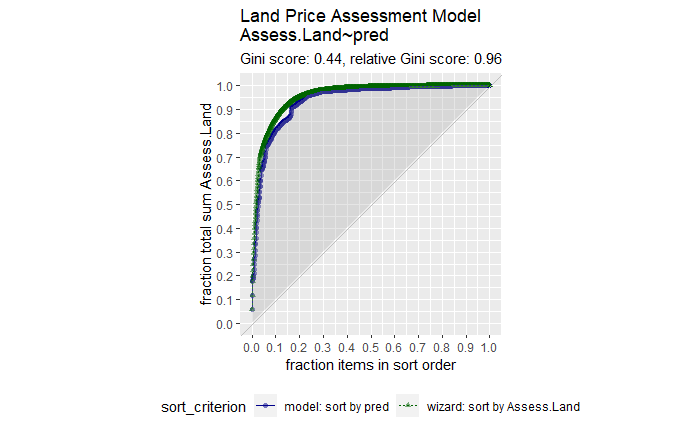 Land Price Assessment Model
Assess.Land~pred
Gini score: 0.44, relative Gini score: 0.96
fraction total sum Assess.Land
1.0
0.9
0.8
0.7
0.6
0.5
0.4
0.3
0.2
0.1
0.0
0.0 0.1 0.2 0.3 0.4 0.5 0.6 0.7 0.8 0.9 1.0
fraction items in sort order
sort_criterion model: sort by pred wizard: sort by Assess.Land